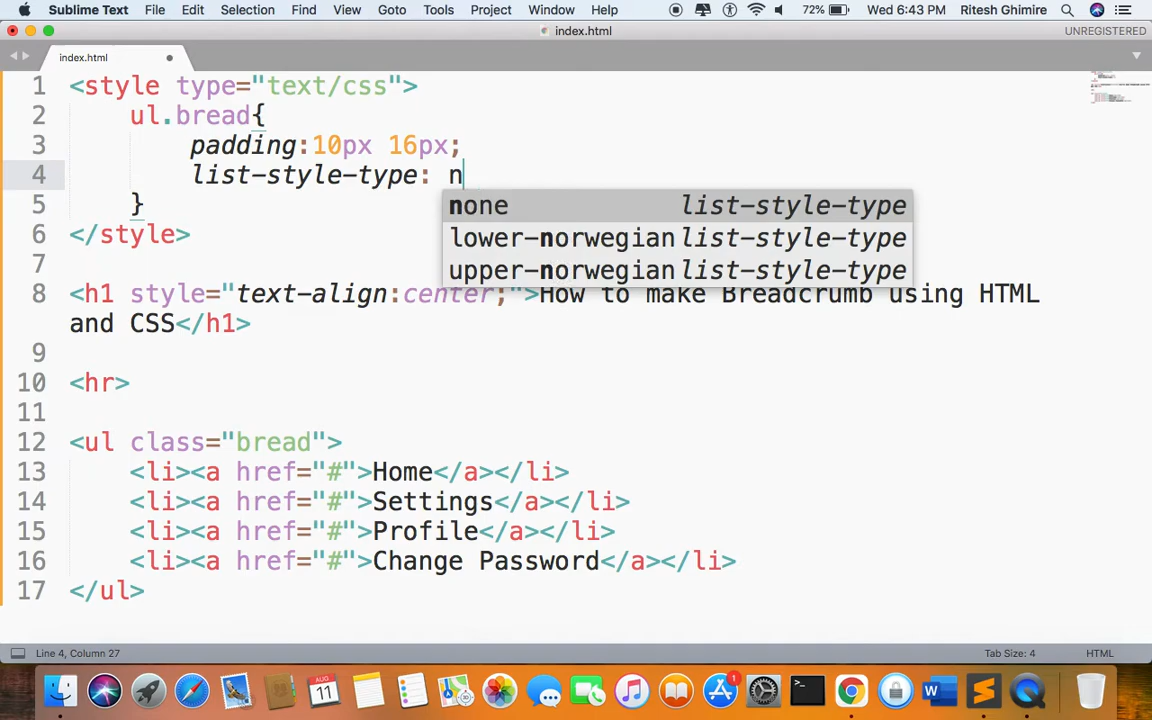 Sublime Text File Edit Selection Find View Goto Tools Project Window Help 72% Wed 6:43 PM Ritesh Ghimire
index.html UNREGISTERED
index.html
1 <style type="text/css">
2 ul.bread{
3 padding:10px 16px;
4 list-style-type: n
none list-style-type
5 }
lower-norwegian list-style-type
6 </style>
upper-norwegian list-style-type
7
8 <h1 style="text-align:center;">How to make Breadcrumb using HTML
and CSS</h1>
9
10 <hr>
11
12 <ul class="bread">
13 <li><a href="#">Home</a></li>
14 <li><a href="#">Settings</a></li>
15 <li><a href="#">Profile</a></li>
16 <li><a href="#">Change Password</a></li>
17 </ul>
Line 4, Column 27 Tab Size: 4 HTML
AUG
11
1